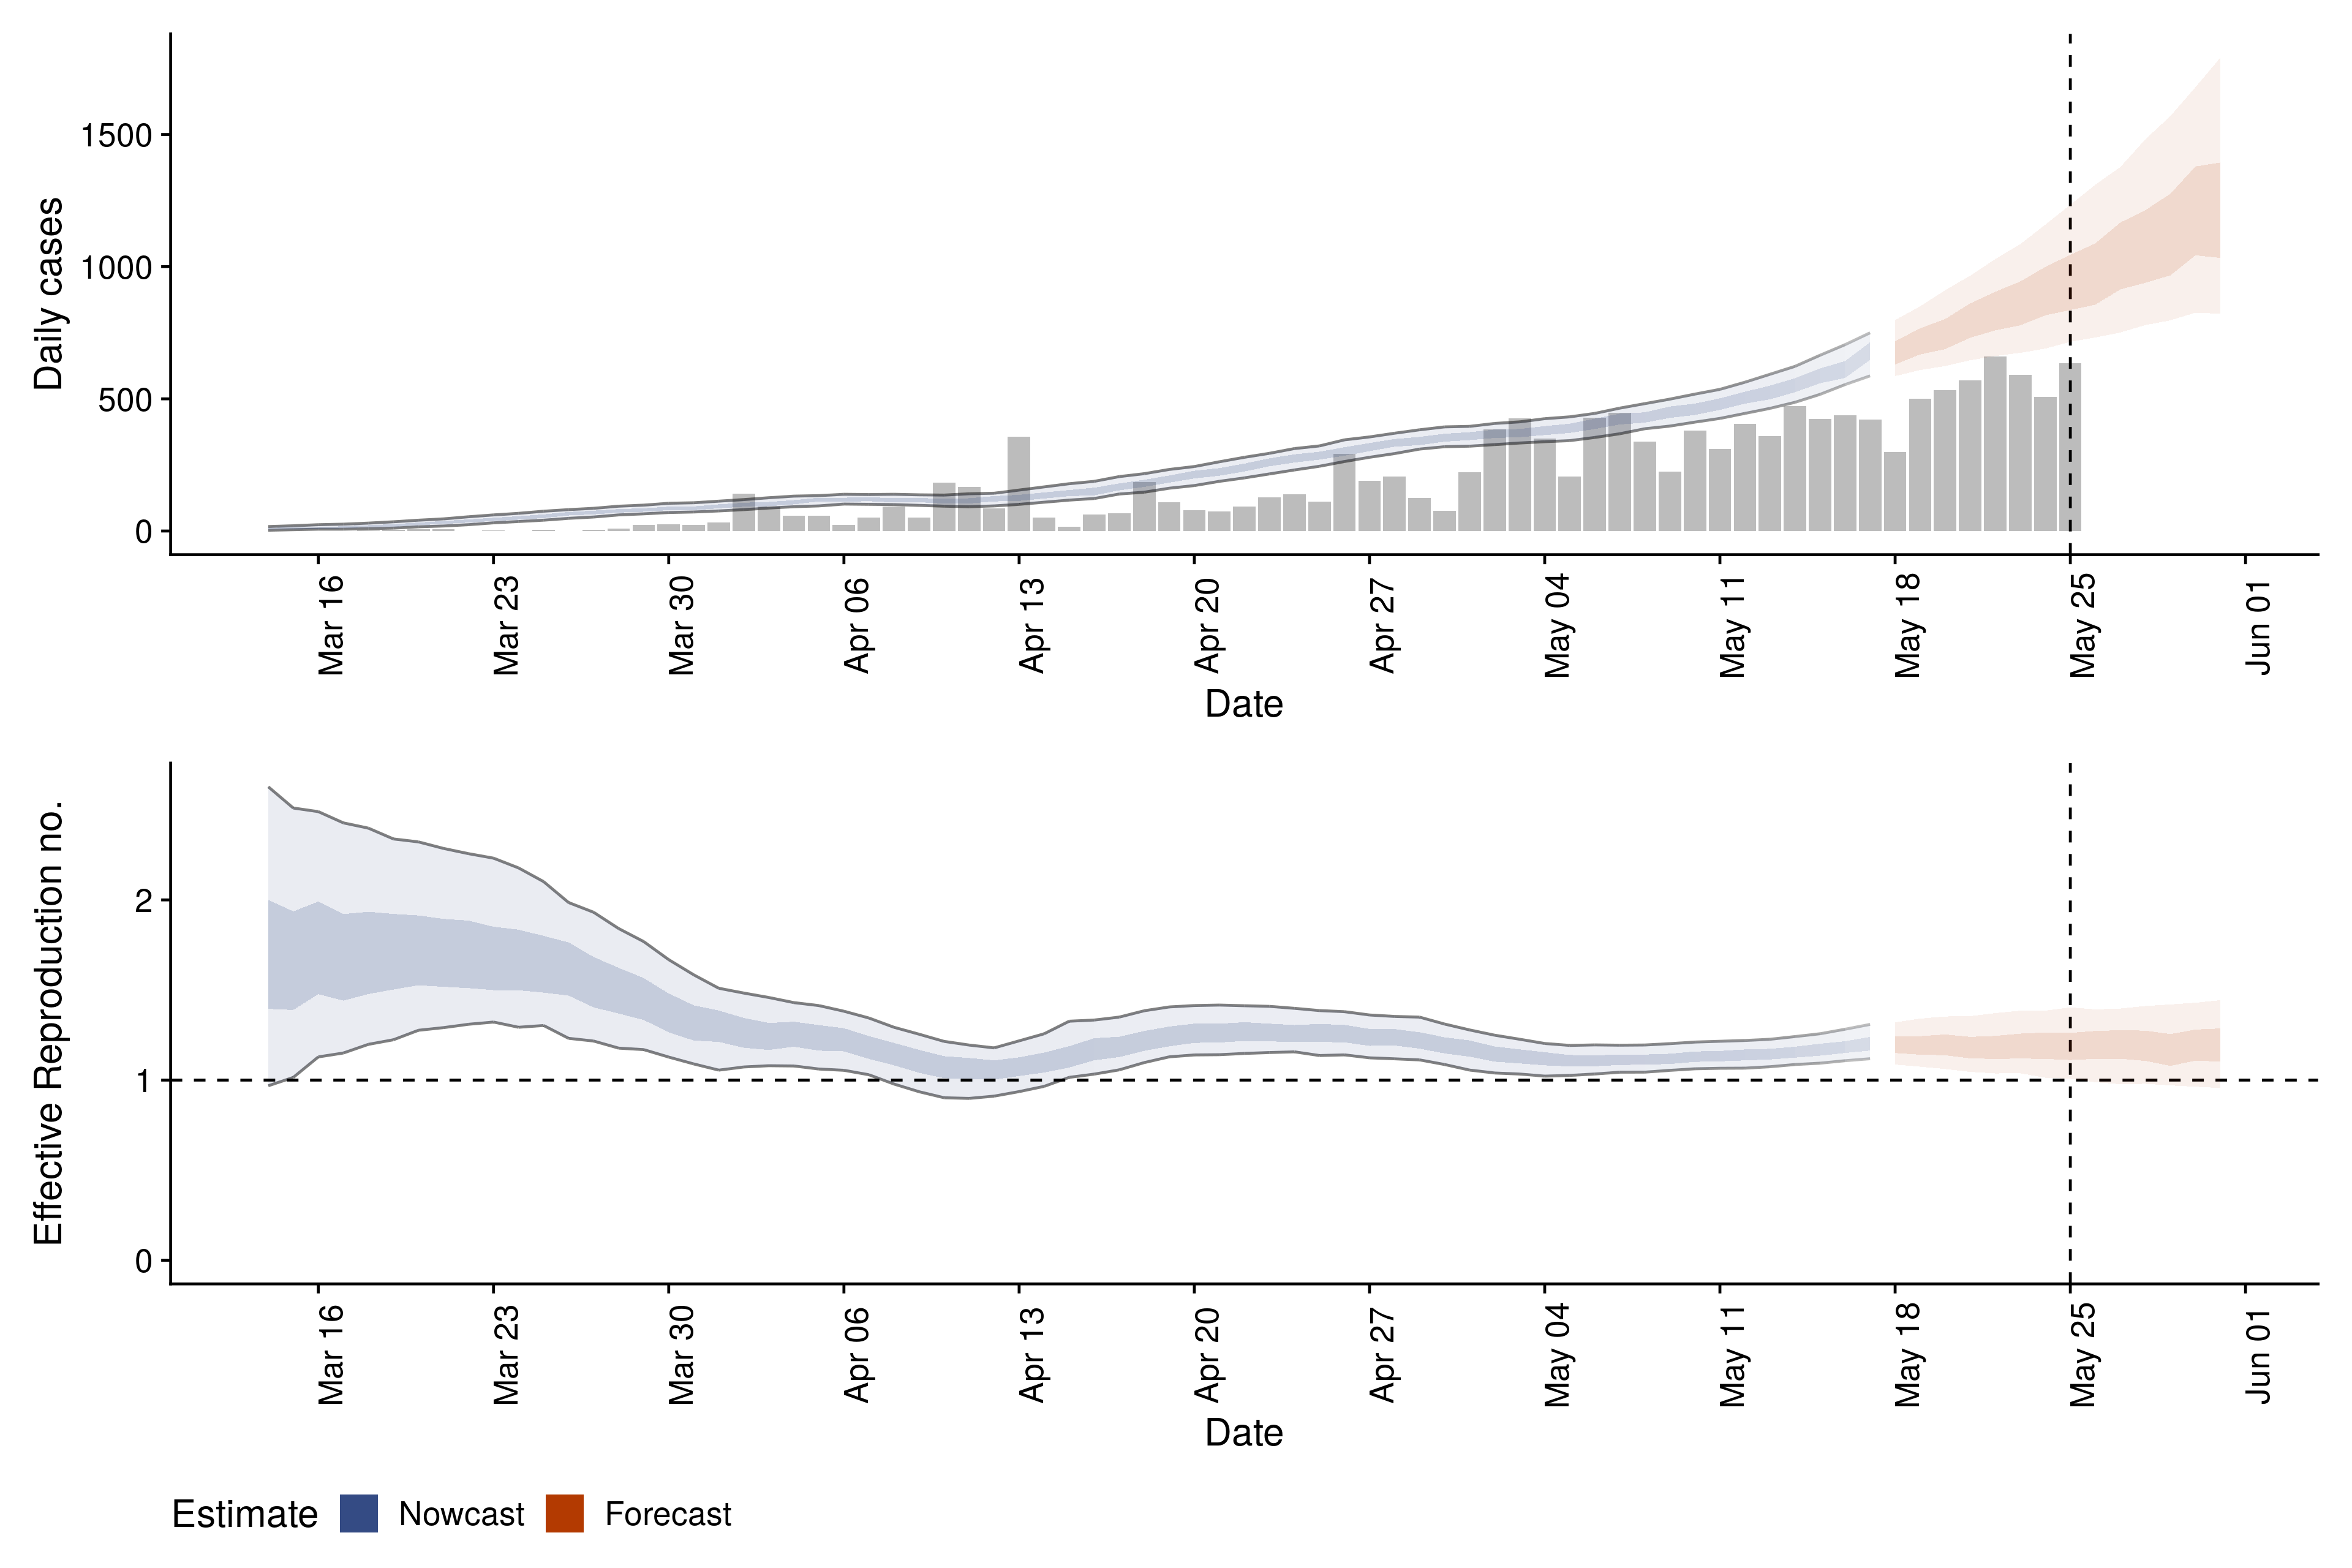 Daily cases
1500
1000
500
0
Mar 16
Mar 23
Mar 30
Apr 06
Apr 13
Apr 20
Apr 27
May 04
May 11
May 18
May 25
Jun 01
Date
Effective Reproduction no.
2
1
0
Mar 16
Mar 23
Mar 30
Apr 06
Apr 13
Apr 20
Apr 27
May 04
May 11
May 18
May 25
Jun 01
Date
Estimate Nowcast Forecast